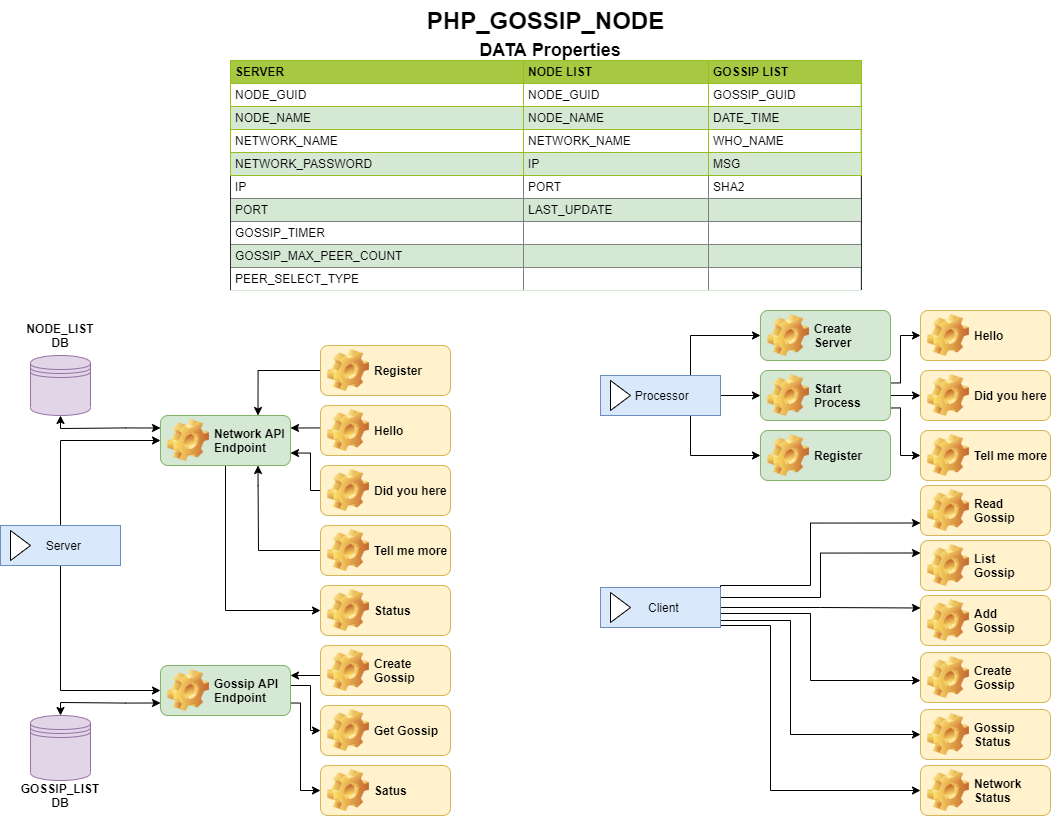 PHP_GOSSIP_NODE
DATA Properties
SERVER NODE LIST GOSSIP LIST
NODE_GUID NODE_GUID GOSSIP_GUID
NODE_NAME NODE_NAME DATE_TIME
NETWORK_NAME NETWORK_NAME WHO_NAME
NETWORK_PASSWORD IP MSG
IP PORT SHA2
PORT LAST_UPDATE
GOSSIP_TIMER
GOSSIP_MAX_PEER_COUNT
PEER_SELECT_TYPE
NODE_LIST
DB
Register
Hello
Network API
Endpoint
Did you here
Tell me more
Server
Status
Create
Gossip
Gossip API
Endpoint
Get Gossip
Satus
GOSSIP_LIST
DB
Create
Server
Hello
Processor
Start
Process
Did you here
Register
Tell me more
Read
Gossip
List
Gossip
Client
Add
Gossip
Create
Gossip
Gossip
Status
Network
Status